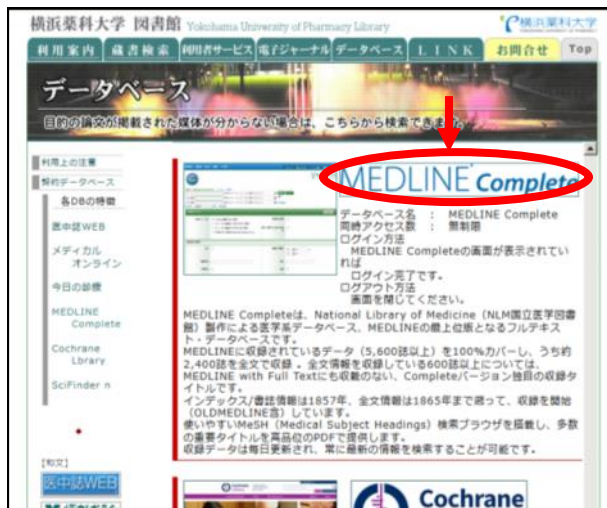 横浜薬科大学 図書館 Yokohama University of Pharmacy Library
横浜薬科大学
利用案内 蔵書検索 利用者サービス 電子ジャーナル データベース LINK お問合せ Top
データベース
目的の論文が掲載された媒体が分からない場合は、こちらから検索できます。
利用上の注意
契約データベース
各DBの特徴
医中誌WEB
メディカル
オンライン
今日の診療
MEDLINE
Complete
Cochrane
Lbrary
SciFinder n
[和文]
医中誌WEB
MEDLINE Complete
データベース名 : MEDLINE Complete
同時アクセス数 : 無制限
ログイン方法
MEDLINE Completeの画面が表示されてい
れば
ログイン完了です。
ログアウト方法
画面を閉じてください。
MEDLINE Completeは、National Library of Medicine（NLM国立医学図書
館）製作による医学系データベース、MEDLINEの最上位版となるフルテキス
ト・データベースです。
MEDLINEに収録されているデータ（5,600誌以上）を100%カバーし、うち約
2,400誌を全文で収録 。全文情報を収録している600誌以上については、
MEDLINE with Full Textにも収載のない、Completeバージョン独自の収録タ
イトルです。
インデックス/書誌情報は1857年、全文情報は1865年まで遡って、収録を開始
（OLDMEDLINE含）しています。
使いやすいMeSH（Medical Subject Headings）検索ブラウザを搭載し、多数
の重要タイトルを高品位のPDFで提供します。
収録データは毎日更新され、常に最新の情報を検索することが可能です。
Cochrane